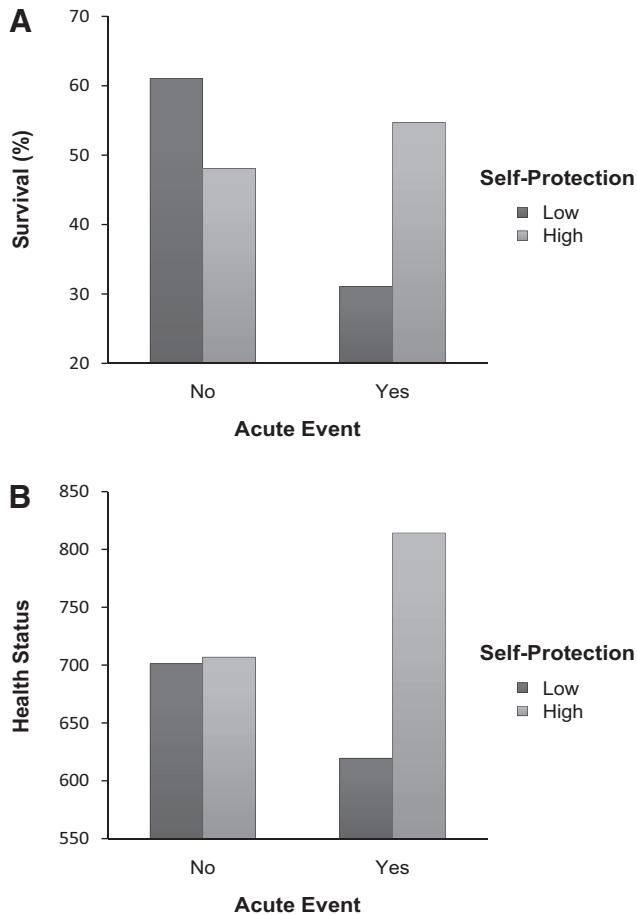 A
70
60
50
40
30
20
Survival (%)
No
Yes
Acute Event
Self-Protection
Low
High
B
850
800
750
700
650
600
550
Health Status
No
Yes
Acute Event
Self-Protection
Low
High